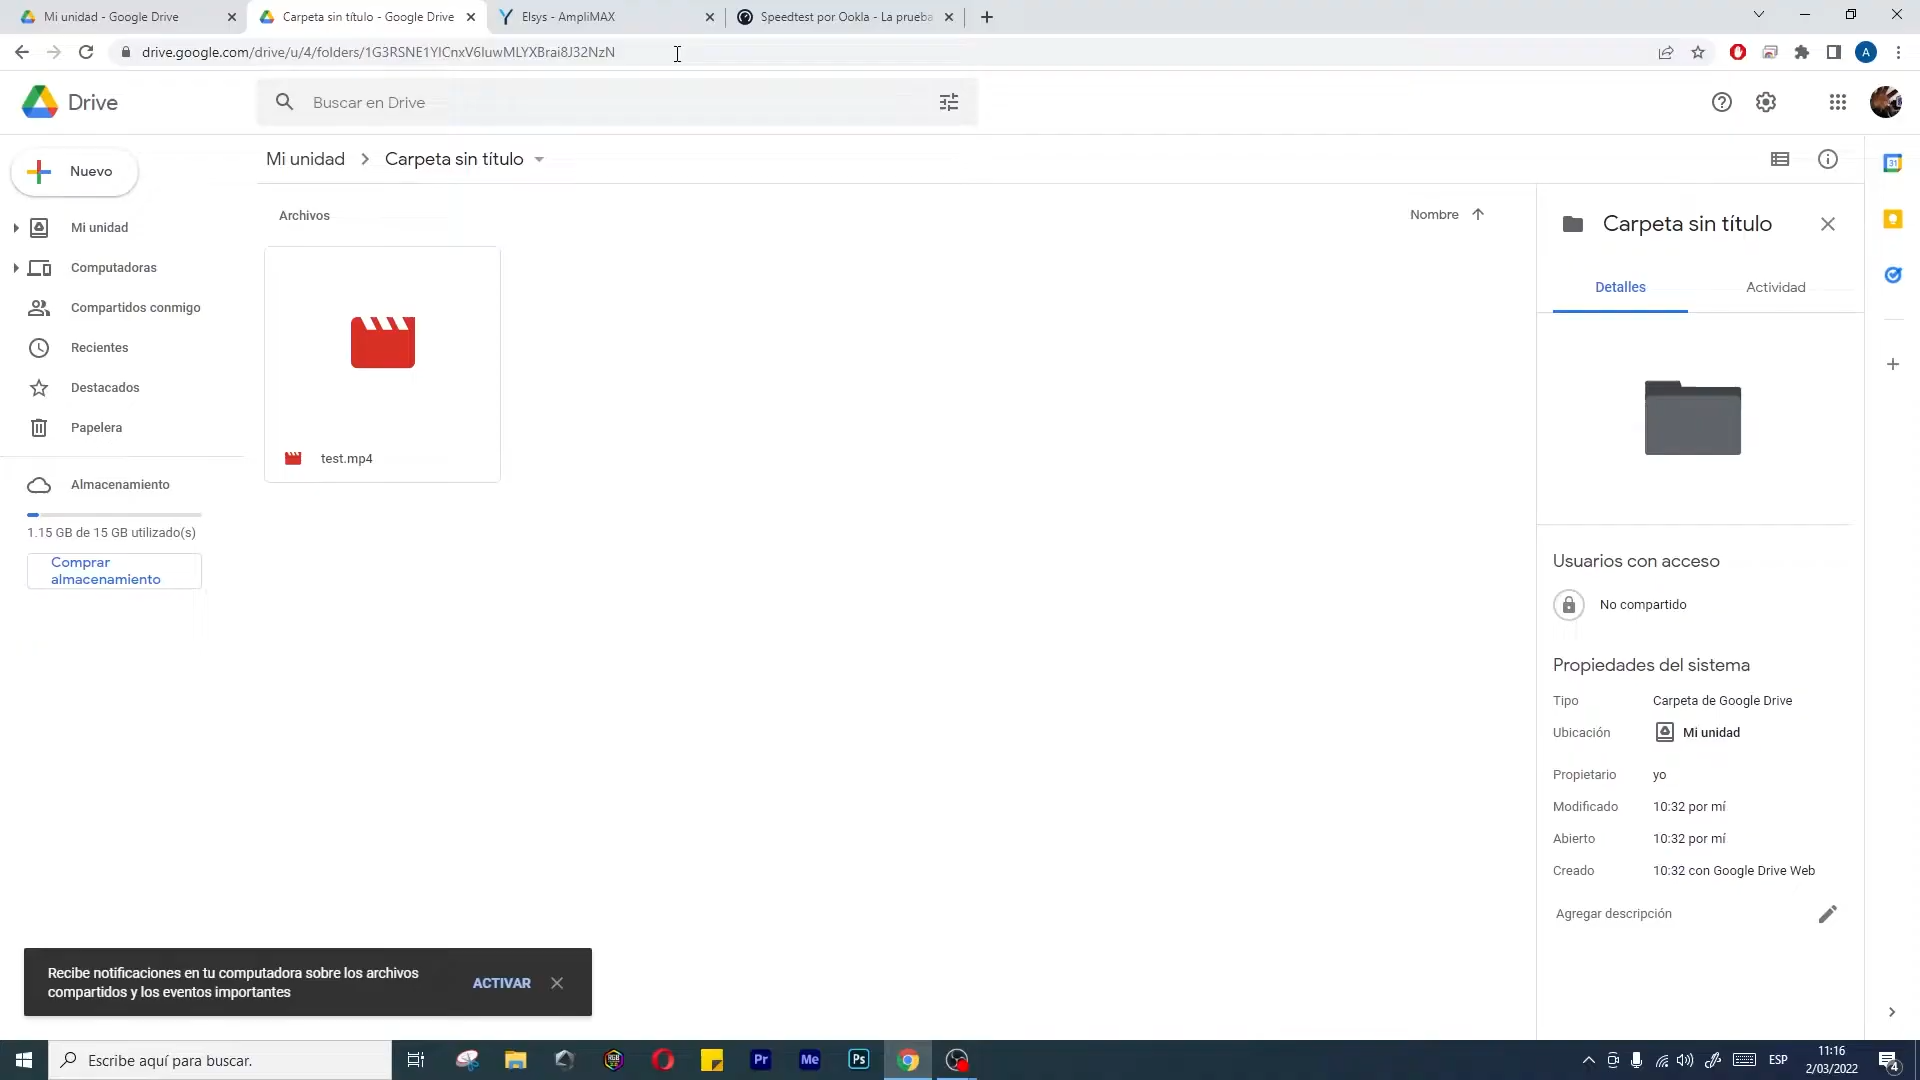 Mi unidad - Google Drive
Carpeta sin título - Google Drive
Elsys - AmpliMAX
Speedtest por Ookla - La prueba
drive.google.com/drive/u/4/folders/1G3RSNE1YICnxV6IuwMLYXBrai8J32NzN
A
Drive
Buscar en Drive
Nuevo
Mi unidad
Carpeta sin título
31
Mi unidad
Computadoras
Compartidos conmigo
Recientes
Destacados
Papelera
Almacenamiento
1.15 GB de 15 GB utilizado(s)
Comprar
almacenamiento
Archivos
Nombre
test.mp4
Carpeta sin título
Detalles
Actividad
Usuarios con acceso
No compartido
Propiedades del sistema
Tipo
Carpeta de Google Drive
Ubicación
Mi unidad
Propietario
yo
Modificado
10:32 por mí
Abierto
10:32 por mí
Creado
10:32 con Google Drive Web
Agregar descripción
Recibe notificaciones en tu computadora sobre los archivos
compartidos y los eventos importantes
ACTIVAR
Escribe aquí para buscar.
Pr
Me
Ps
ESP
11:16
2/03/2022
4